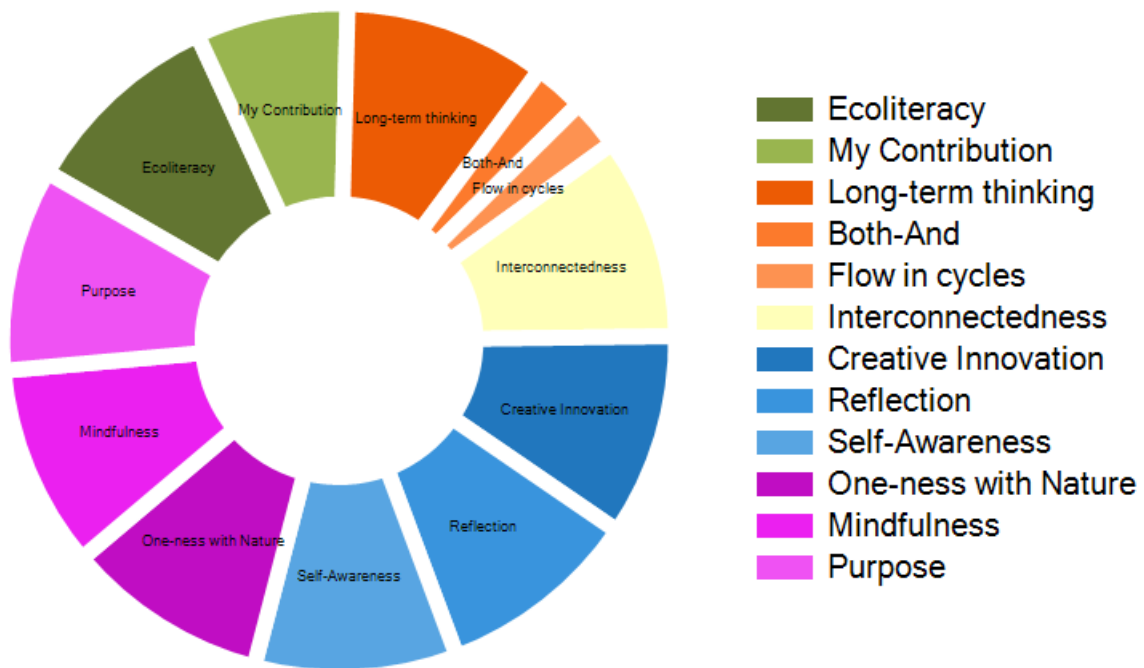 My Contribution
Long-term thinking
Both-And
Flow in cycles
Ecoliteracy
Interconnectedness
Purpose
Creative Innovation
Mindfulness
Reflection
One-ness with Nature
Self-Awareness
Ecoliteracy
My Contribution
Long-term thinking
Both-And
Flow in cycles
Interconnectedness
Creative Innovation
Reflection
Self-Awareness
One-ness with Nature
Mindfulness
Purpose